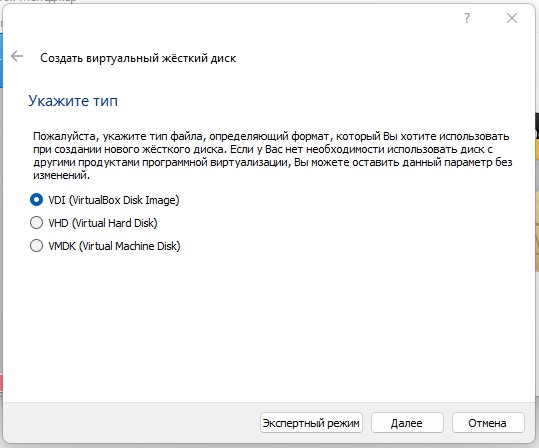 ?
Создать виртуальный жёсткий диск
Укажите тип
Пожалуйста, укажите тип файла, определяющий формат, который Вы хотите использовать
при создании нового жёсткого диска. Если у Вас нет необходимости использовать диск с
другими продуктами программной виртуализации, Вы можете оставить данный параметр без
изменений.
VDI (VirtualBox Disk Image)
VHD (Virtual Hard Disk)
VMDK (Virtual Machine Disk)
Экспертный режим Далее Отмена